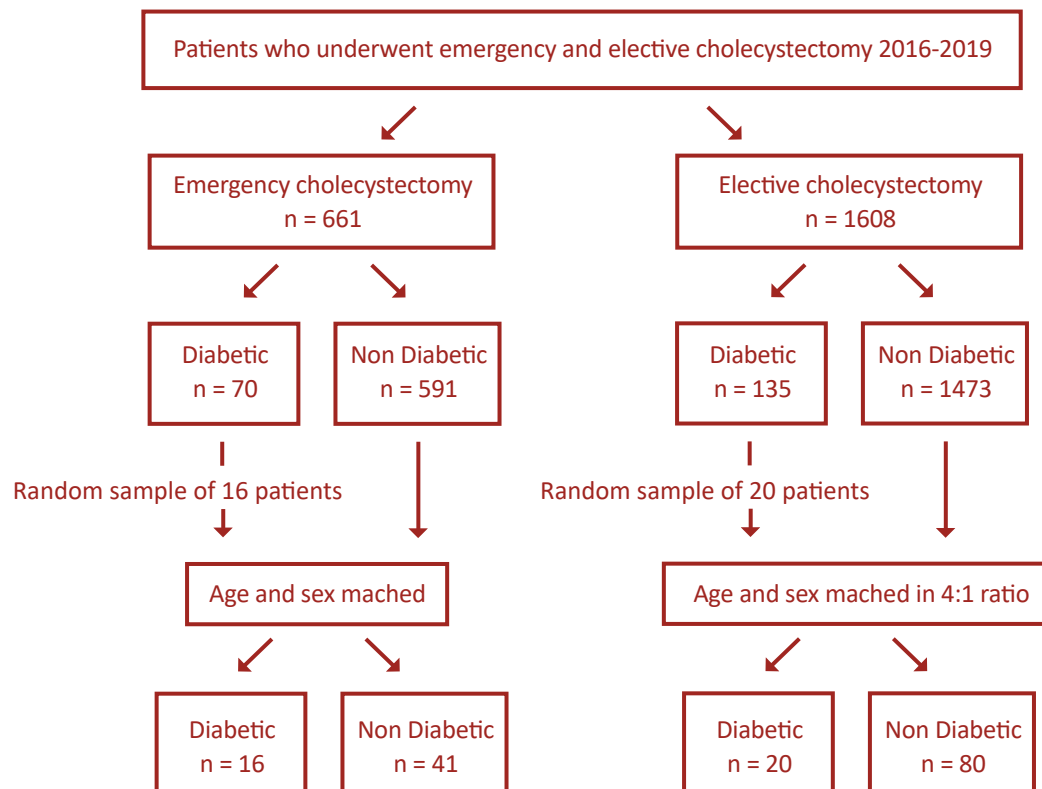 Patients who underwent emergency and elective cholecystectomy 2016-2019
Emergency cholecystectomy
n = 661
Elective cholecystectomy
n = 1608
Diabetic
n = 70
Non Diabetic
n = 591
Diabetic
n = 135
Non Diabetic
n = 1473
Random sample of 16 patients
Random sample of 20 patients
Age and sex mached
Age and sex mached in 4:1 ratio
Diabetic
n = 16
Non Diabetic
n = 41
Diabetic
n = 20
Non Diabetic
n = 80